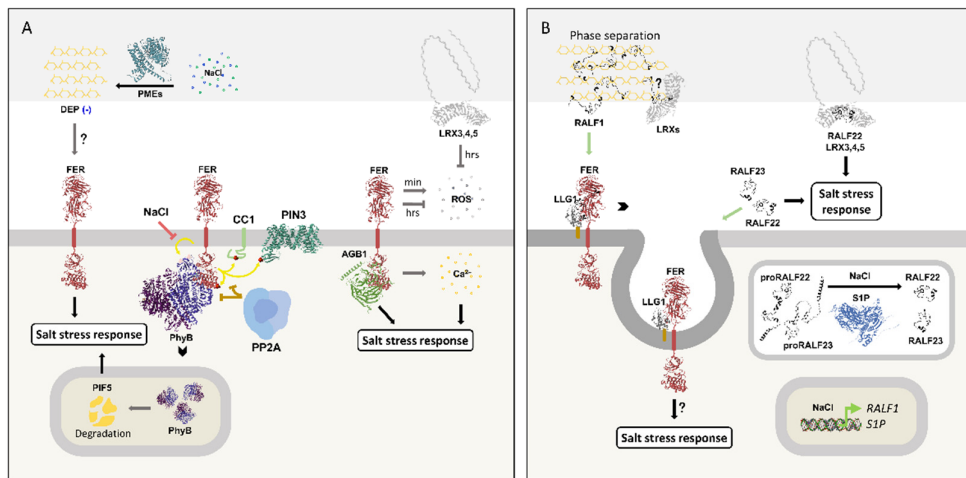 A
NaCl
PMEs
DEP (-)
?
LRX3,4,5
hrs
FER
FER
FER
min
hrs
ROS
NaCl
CC1
PIN3
AGB1
Ca²⁻
PhyB
PP2A
Salt stress response
Salt stress response
PIF5
Degradation
PhyB
B
Phase separation
?
RALF1
LRXs
RALF22
LRX3,4,5
FER
LLG1
RALF23
RALF22
Salt stress
response
FER
LLG1
?
Salt stress response
proRALF22
NaCl
RALF22
S1P
proRALF23
RALF23
NaCl
RALF1
S1P